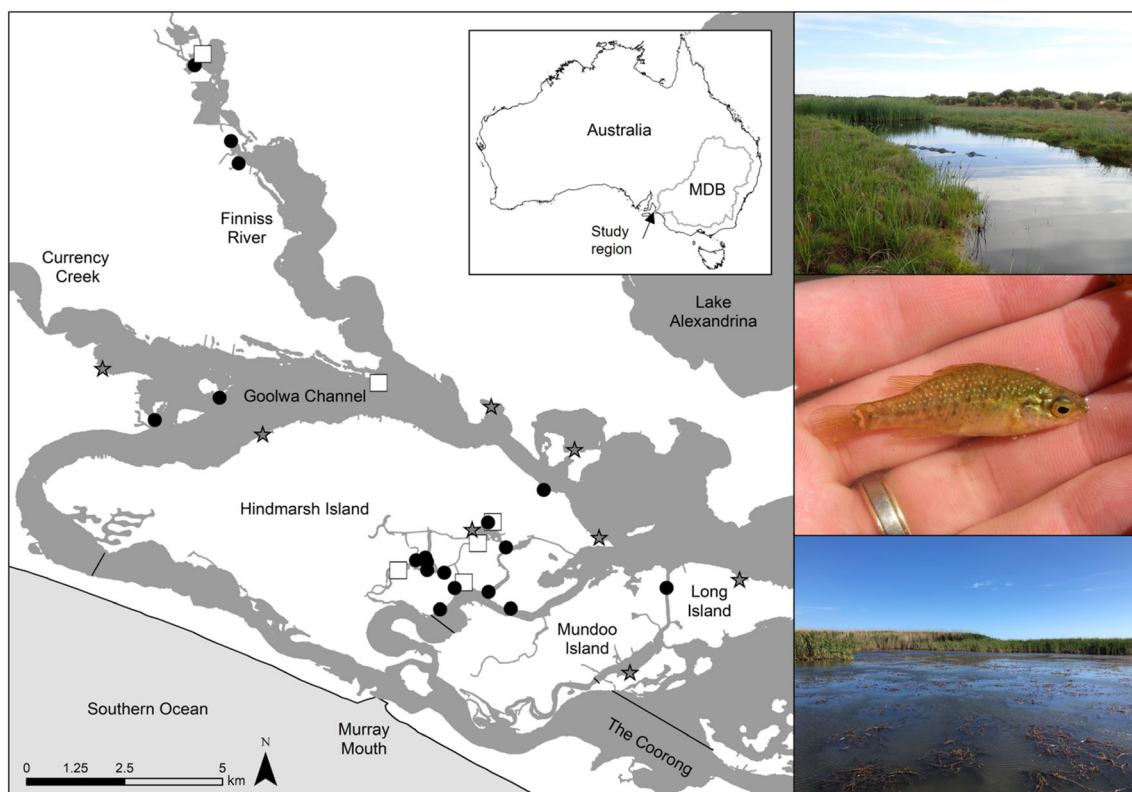 Australia
MDB
Study
region
Finniss
River
Currency
Creek
Lake
Alexandrina
Goolwa Channel
Hindmarsh Island
Long
Island
Mundoo
Island
Southern Ocean
Murray
Mouth
The Coorong
N
0 1.25 2.5 5
km